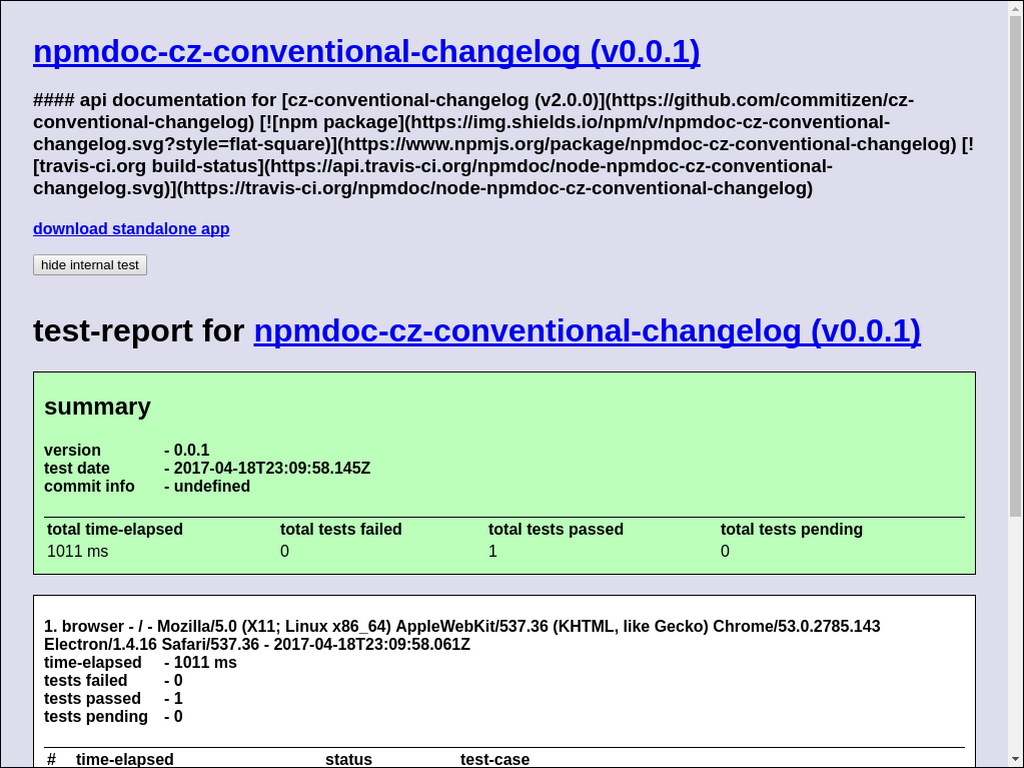 npmdoc-cz-conventional-changelog (v0.0.1)
#### api documentation for [cz-conventional-changelog (v2.0.0)](https://github.com/commitizen/cz-
conventional-changelog) [![npm package](https://img.shields.io/npm/v/npmdoc-cz-conventional-
changelog.svg?style=flat-square)](https://www.npmjs.org/package/npmdoc-cz-conventional-changelog) [!
[travis-ci.org build-status](https://api.travis-ci.org/npmdoc/node-npmdoc-cz-conventional-
changelog.svg)](https://travis-ci.org/npmdoc/node-npmdoc-cz-conventional-changelog)
download standalone app
hide internal test
test-report for npmdoc-cz-conventional-changelog (v0.0.1)
summary
version - 0.0.1
test date - 2017-04-18T23:09:58.145Z
commit info - undefined
total time-elapsed total tests failed total tests passed total tests pending
1011 ms 0 1 0
1. browser - / - Mozilla/5.0 (X11; Linux x86_64) AppleWebKit/537.36 (KHTML, like Gecko) Chrome/53.0.2785.143
Electron/1.4.16 Safari/537.36 - 2017-04-18T23:09:58.061Z
time-elapsed - 1011 ms
tests failed - 0
tests passed - 1
tests pending - 0
# time-elapsed status test-case